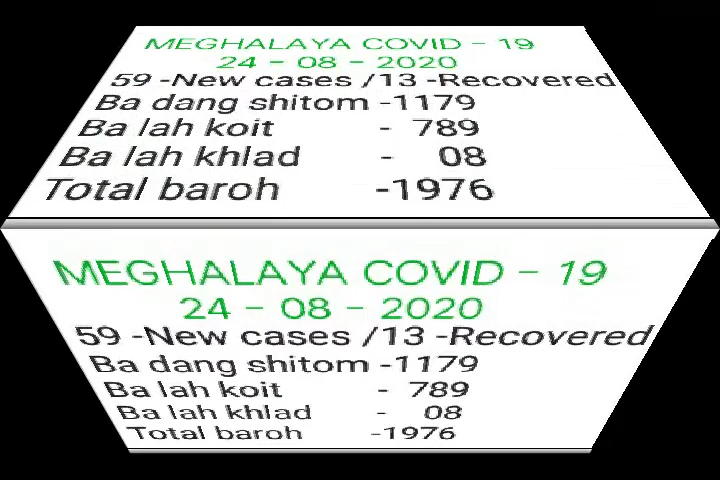 MEGHALAYA COVID - 19
24 - 08 - 2020
59 -New cases /13 -Recovered
Ba dang shitom -1179
Ba lah koit - 789
Ba lah khlad - 08
Total baroh -1976
MEGHALAYA COVID - 19
24 - 08 - 2020
59 -New cases /13 -Recovered
Ba dang shitom -1179
Ba lah koit - 789
Ba lah khlad - 08
Total baroh -1976